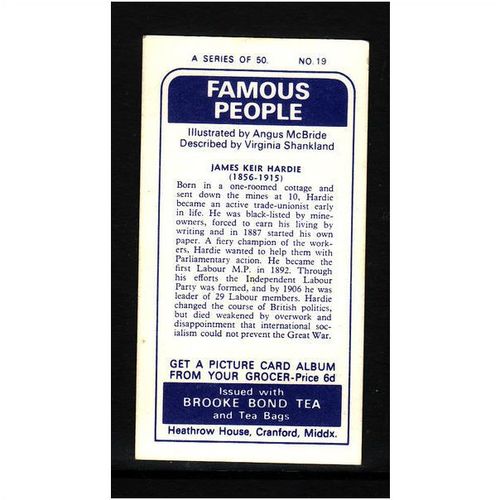 A SERIES OF 50. NO. 19
FAMOUS
PEOPLE
Illustrated by Angus McBride
Described by Virginia Shankland
JAMES KEIR HARDIE
(1856-1915)
Born in a one-roomed cottage and
sent down the mines at 10, Hardie
became an active trade-unionist early
in life. He was black-listed by mine-
owners, forced to earn his living by
writing and in 1887 started his own
paper. A fiery champion of the work-
ers, Hardie wanted to help them with
Parliamentary action. He became the
first Labour M.P. in 1892. Through
his efforts the Independent Labour
Party was formed, and by 1906 he was
leader of 29 Labour members. Hardie
changed the course of British politics,
but died weakened by overwork and
disappointment that international soc-
ialism could not prevent the Great War.
GET A PICTURE CARD ALBUM
FROM YOUR GROCER-Price 6d
Issued with
BROOKE BOND TEA
and Tea Bags
Heathrow House, Cranford, Middx.